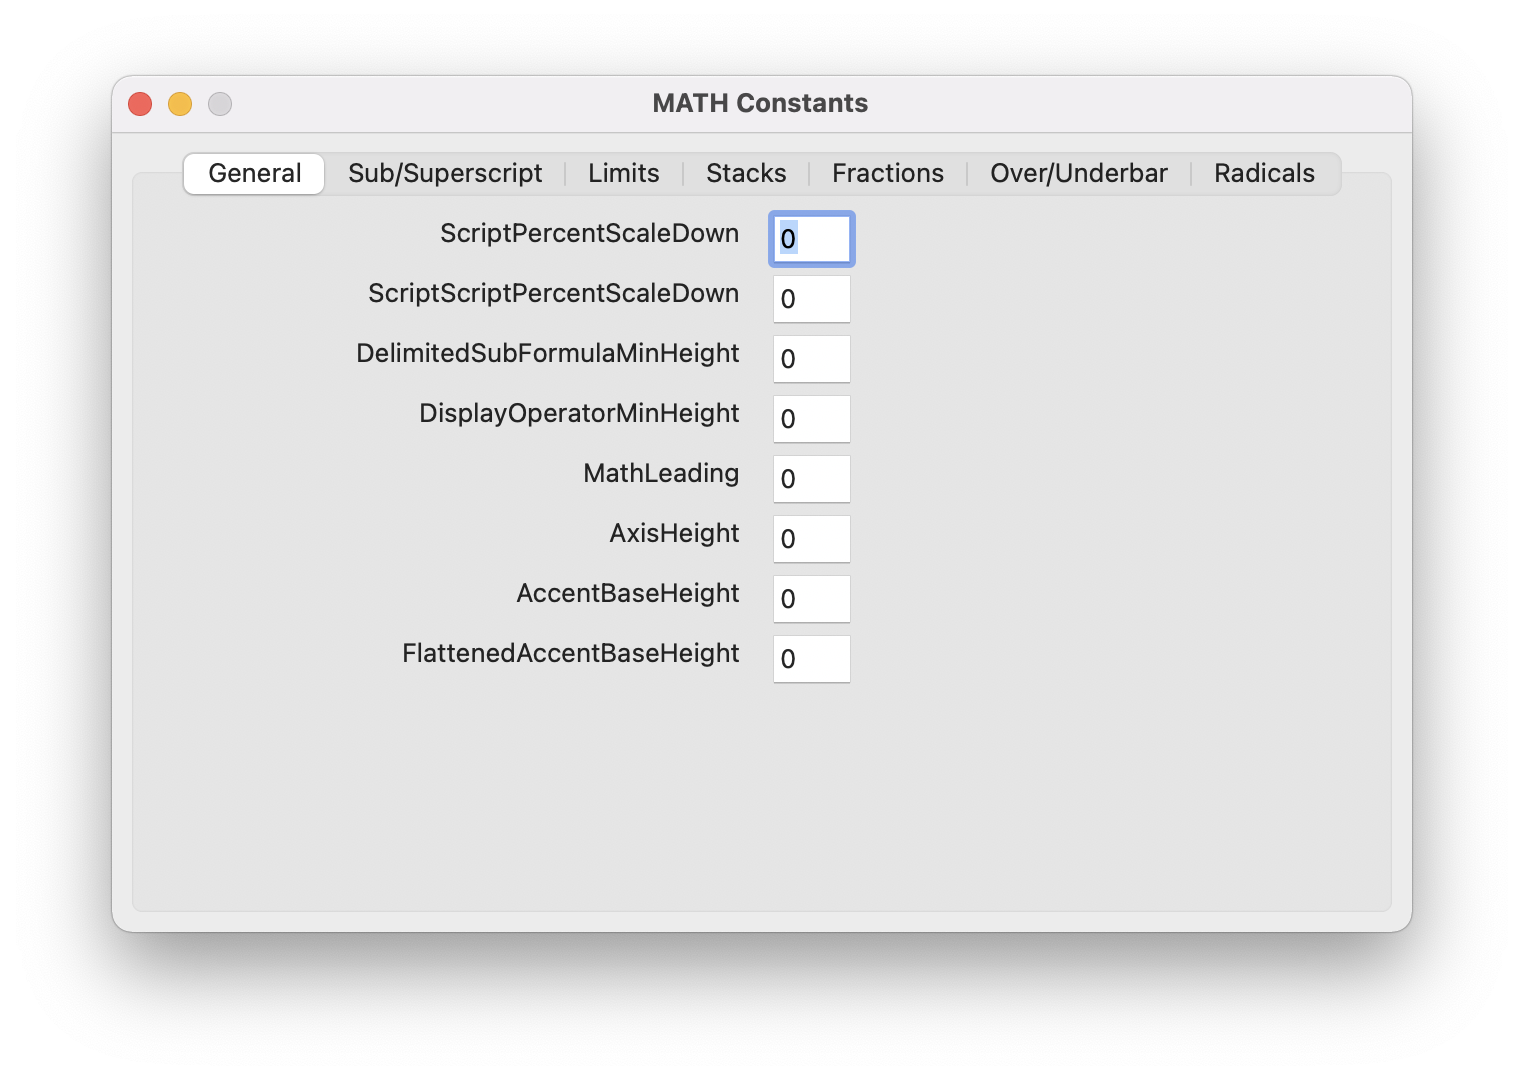 MATH Constants
General Sub/Superscript Limits Stacks Fractions Over/Underbar Radicals
ScriptPercentScaleDown 0
ScriptScriptPercentScaleDown 0
DelimitedSubFormulaMinHeight 0
DisplayOperatorMinHeight 0
MathLeading 0
AxisHeight 0
AccentBaseHeight 0
FlattenedAccentBaseHeight 0